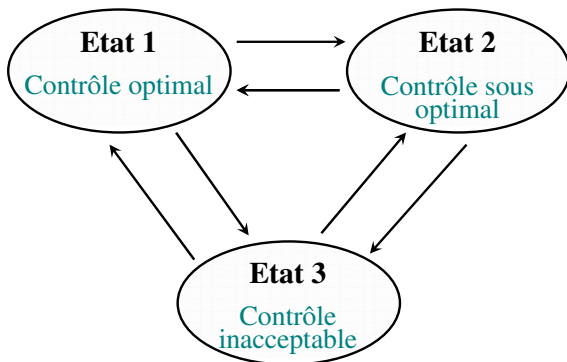 Etat 1
Contrôle optimal
Etat 2
Contrôle sous
optimal
Etat 3
Contrôle
inacceptable